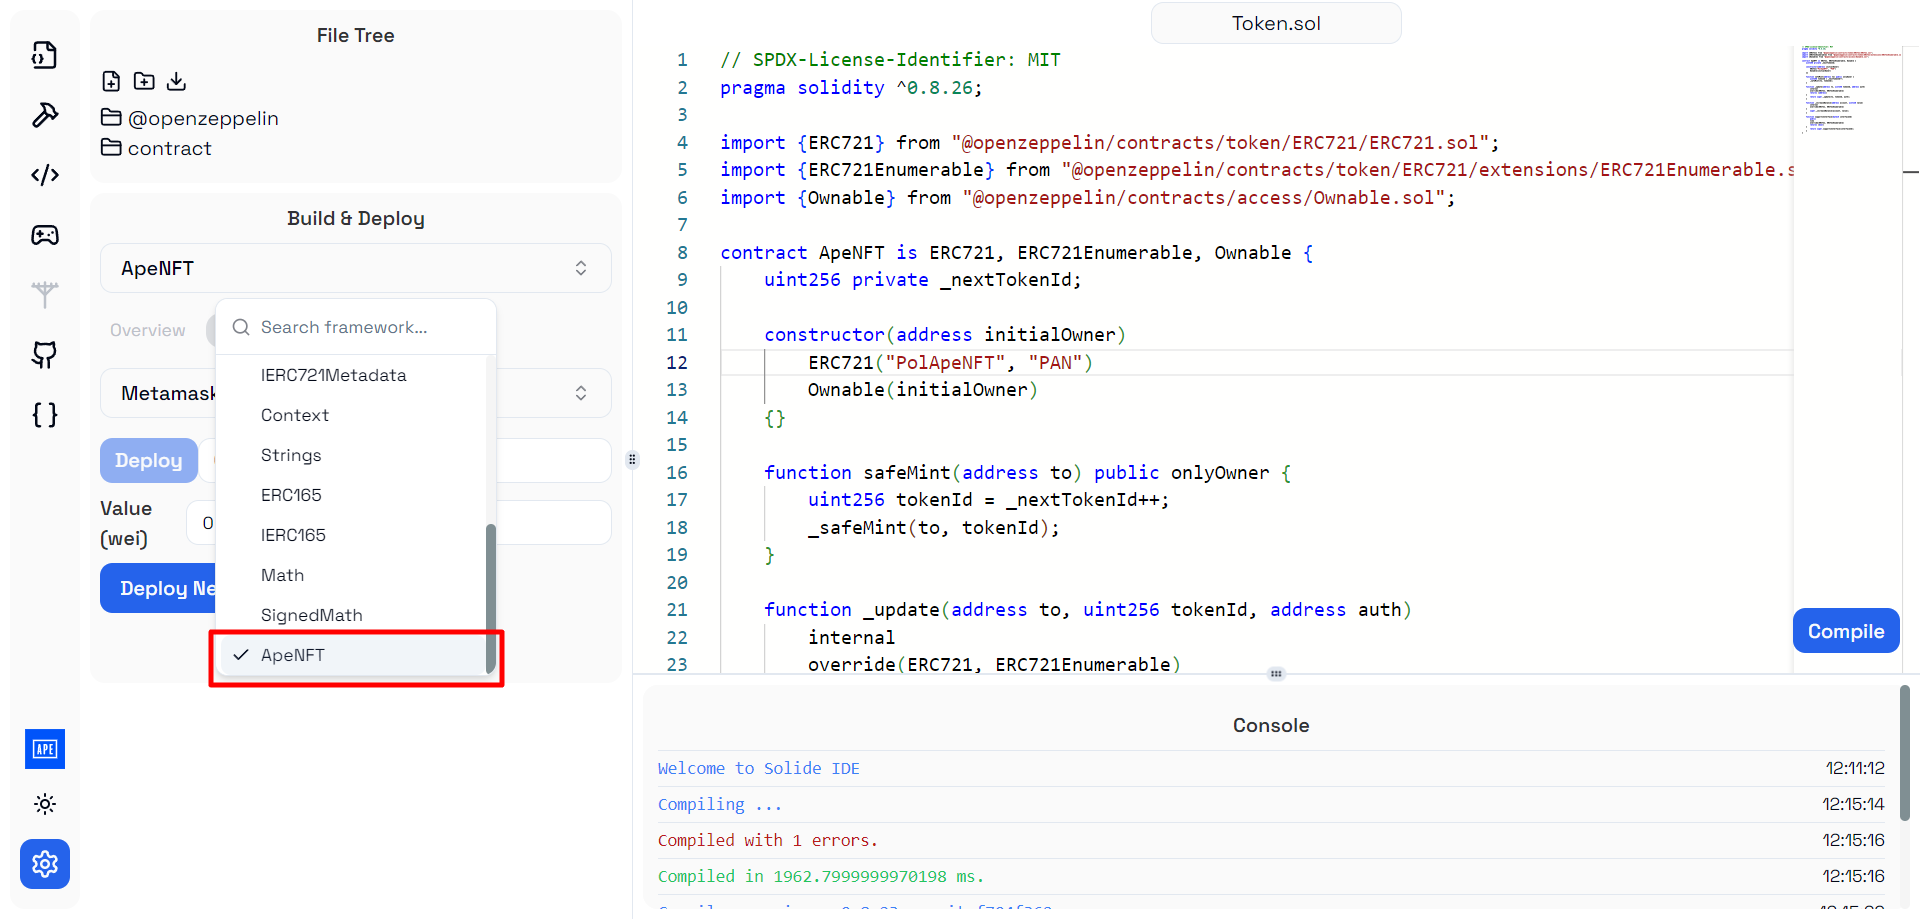 File Tree
@openzeppelin
contract
Build & Deploy
ApeNFT
Overview
Search framework...
IERC721Metadata
Metamask
Context
Strings
Deploy
ERC165
Value
(wei)
0
IERC165
Math
Deploy Ne
SignedMath
ApeNFT
APE
Token.sol
1 // SPDX-License-Identifier: MIT
2 pragma solidity ^0.8.26;
3
4 import {ERC721} from "@openzeppelin/contracts/token/ERC721/ERC721.sol";
5 import {ERC721Enumerable} from "@openzeppelin/contracts/token/ERC721/extensions/ERC721Enumerable.s
6 import {Ownable} from "@openzeppelin/contracts/access/Ownable.sol";
7
8 contract ApeNFT is ERC721, ERC721Enumerable, Ownable {
9 uint256 private _nextTokenId;
10
11 constructor(address initialOwner)
12 ERC721("PolApeNFT", "PAN")
13 Ownable(initialOwner)
14 {}
15
16 function safeMint(address to) public onlyOwner {
17 uint256 tokenId = _nextTokenId++;
18 _safeMint(to, tokenId);
19 }
20
21 function _update(address to, uint256 tokenId, address auth)
22 internal
23 override(ERC721, ERC721Enumerable)
Compile
Console
Welcome to Solide IDE 12:11:12
Compiling ... 12:15:14
Compiled with 1 errors. 12:15:16
Compiled in 1962.7999999970198 ms. 12:15:16